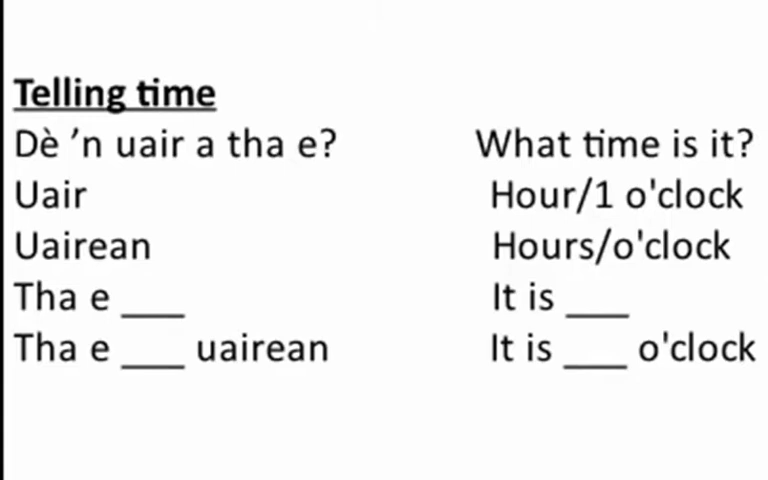 Telling time
Dè ’n uair a tha e? What time is it?
Uair Hour/1 o'clock
Uairean Hours/o'clock
Tha e ___ It is ___
Tha e ___ uairean It is ___ o'clock